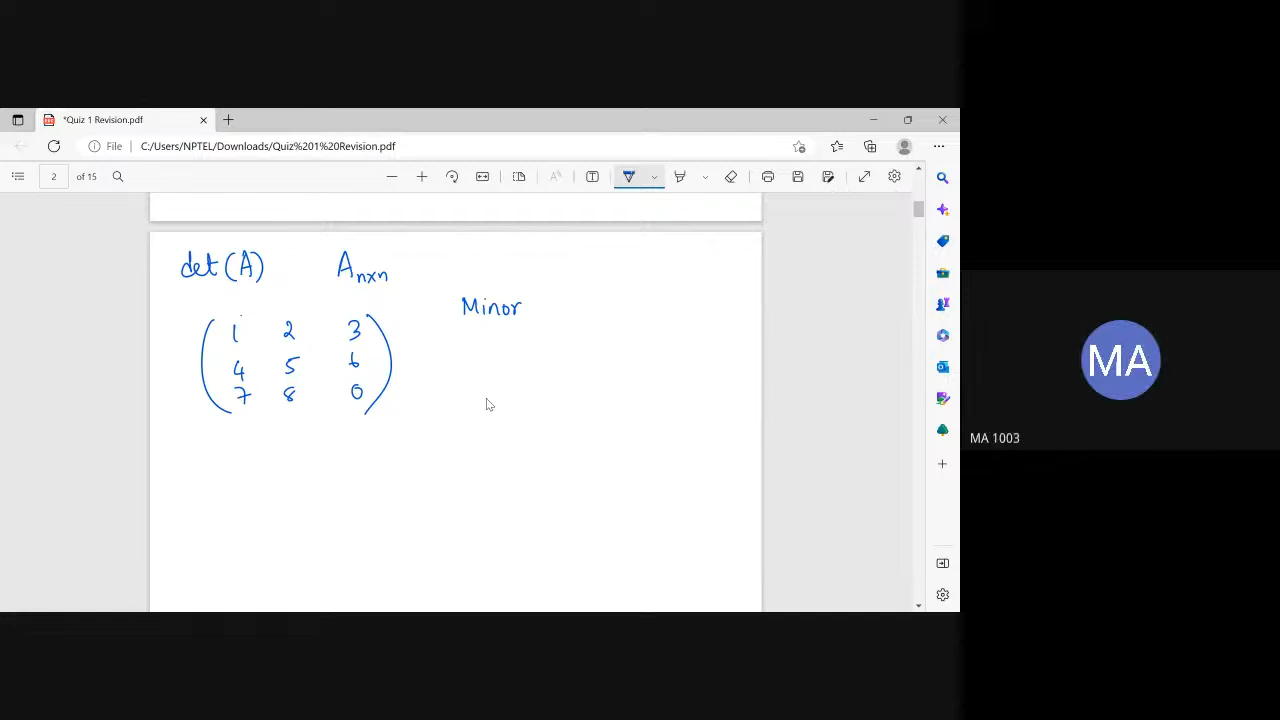 *Quiz 1 Revision.pdf
File C:/Users/NPTEL/Downloads/Quiz%201%20Revision.pdf
2 of 15
det(A) Anxn
Minor
1 2 3
4 5 6
7 8 0
MA
MA 1003